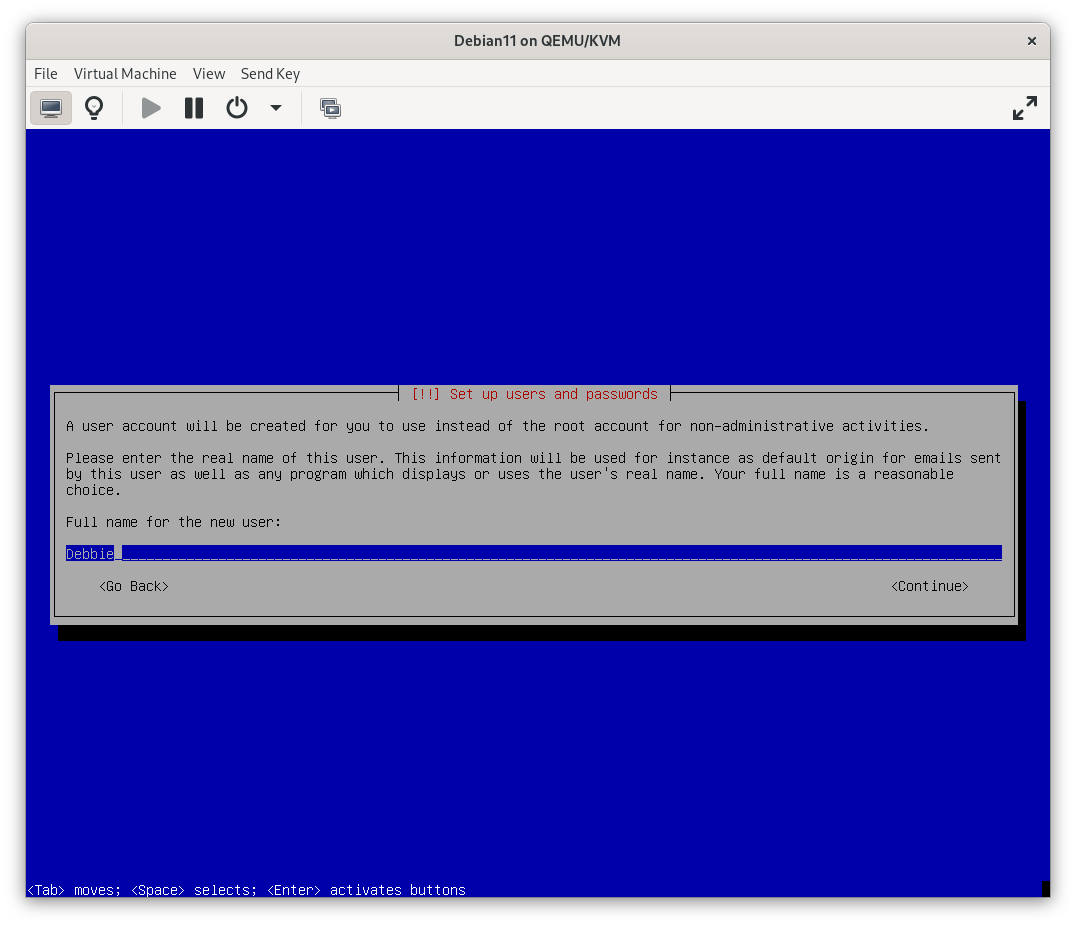 Debian11 on QEMU/KVM
File Virtual Machine View Send Key
[!!] Set up users and passwords
A user account will be created for you to use instead of the root account for non-administrative activities.
Please enter the real name of this user. This information will be used for instance as default origin for emails sent
by this user as well as any program which displays or uses the user's real name. Your full name is a reasonable
choice.
Full name for the new user:
Debbie
<Go Back> <Continue>
<Tab> moves; <Space> selects; <Enter> activates buttons